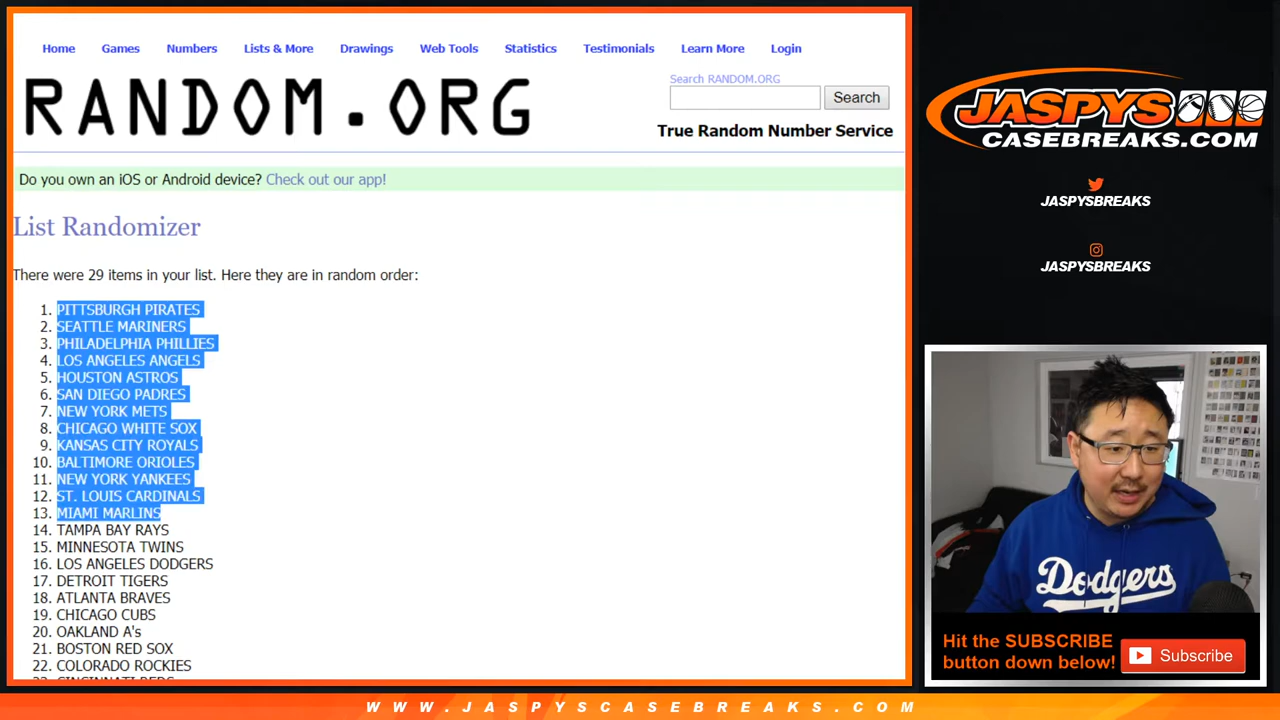 Home Games Numbers Lists & More Drawings Web Tools Statistics Testimonials Learn More Login
RANDOM.ORG
Search RANDOM.ORG
Search
True Random Number Service
Do you own an iOS or Android device? Check out our app!
List Randomizer
There were 29 items in your list. Here they are in random order:
1. PITTSBURGH PIRATES
2. SEATTLE MARINERS
3. PHILADELPHIA PHILLIES
4. LOS ANGELES ANGELS
5. HOUSTON ASTROS
6. SAN DIEGO PADRES
7. NEW YORK METS
8. CHICAGO WHITE SOX
9. KANSAS CITY ROYALS
10. BALTIMORE ORIOLES
11. NEW YORK YANKEES
12. ST. LOUIS CARDINALS
13. MIAMI MARLINS
14. TAMPA BAY RAYS
15. MINNESOTA TWINS
16. LOS ANGELES DODGERS
17. DETROIT TIGERS
18. ATLANTA BRAVES
19. CHICAGO CUBS
20. OAKLAND A's
21. BOSTON RED SOX
22. COLORADO ROCKIES
JASPYS
CASEBREAKS.COM
JASPYSBREAKS
JASPYSBREAKS
Dodgers
Hit the SUBSCRIBE
button down below!
Subscribe
WWW.JASPYSCASEBREAKS.COM